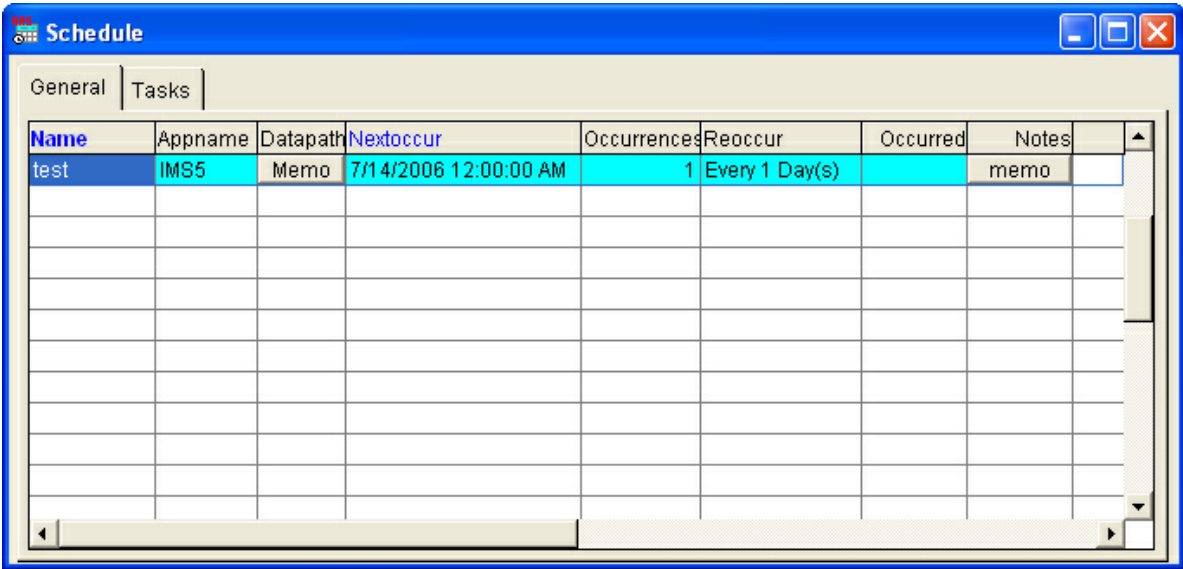 Schedule
General Tasks
Name Appname Datapath Nextoccur Occurrences Reoccur Occurred Notes
test IMS5 Memo 7/14/2006 12:00:00 AM 1 Every 1 Day(s) memo